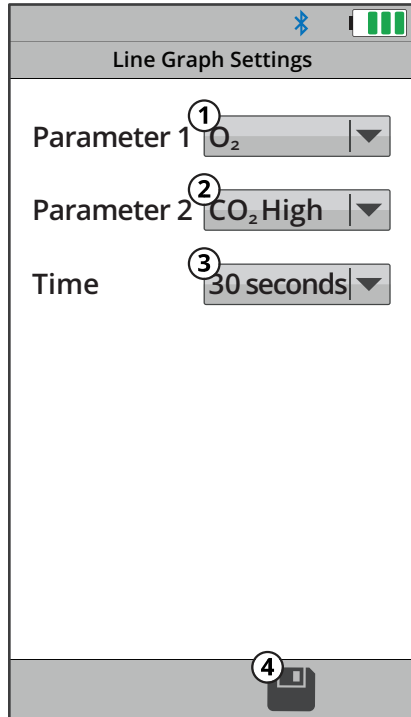 Line Graph Settings
①
Parameter 1 O₂
②
Parameter 2 CO₂ High
③
Time 30 seconds
④